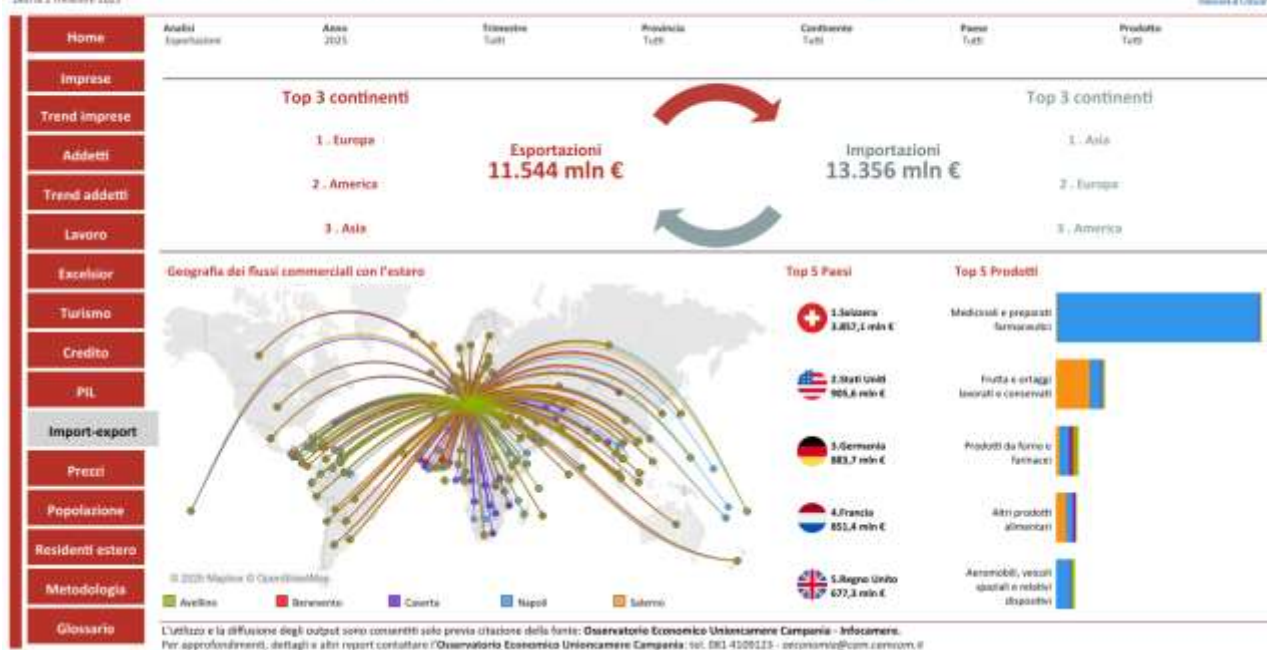 Home
Imprese
Trend imprese
Addetti
Trend addetti
Lavoro
Excelsior
Turismo
Credito
PIL
Import-export
Prezzi
Popolazione
Residenti estero
Metodologia
Glossario
Analisi
Esportazioni
Anno
2025
Trimestre
Tutti
Provincia
Tutti
Continente
Tutti
Paese
Tutti
Prodotto
Tutti
Top 3 continenti
1 . Europa
2 . America
3 . Asia
Esportazioni
11.544 mln €
Importazioni
13.356 mln €
Top 3 continenti
1 . Asia
2 . Europa
3 . America
Geografia dei flussi commerciali con l'estero
© 2025 Mapbox © OpenStreetMap
Avellino
Benevento
Caserta
Napoli
Salerno
Top 5 Paesi
1.Svizzera
3.857,1 mln €
2.Stati Uniti
905,6 mln €
3.Germania
883,7 mln €
4.Francia
851,4 mln €
5.Regno Unito
677,3 mln €
Top 5 Prodotti
Medicinali e preparati
farmaceutici
Frutta e ortaggi
lavorati e conservati
Prodotti da forno e
farinacei
Altri prodotti
alimentari
Aeromobili, veicoli
spaziali e relativi
dispositivi
L'utilizzo e la diffusione degli output sono consentiti solo previa citazione della fonte: Osservatorio Economico Unioncamere Campania - Infocamere.
Per approfondimenti, dettagli e altri report contattare l'Osservatorio Economico Unioncamere Campania: tel. 081 4109123 - oeconomia@cam.camcom.it